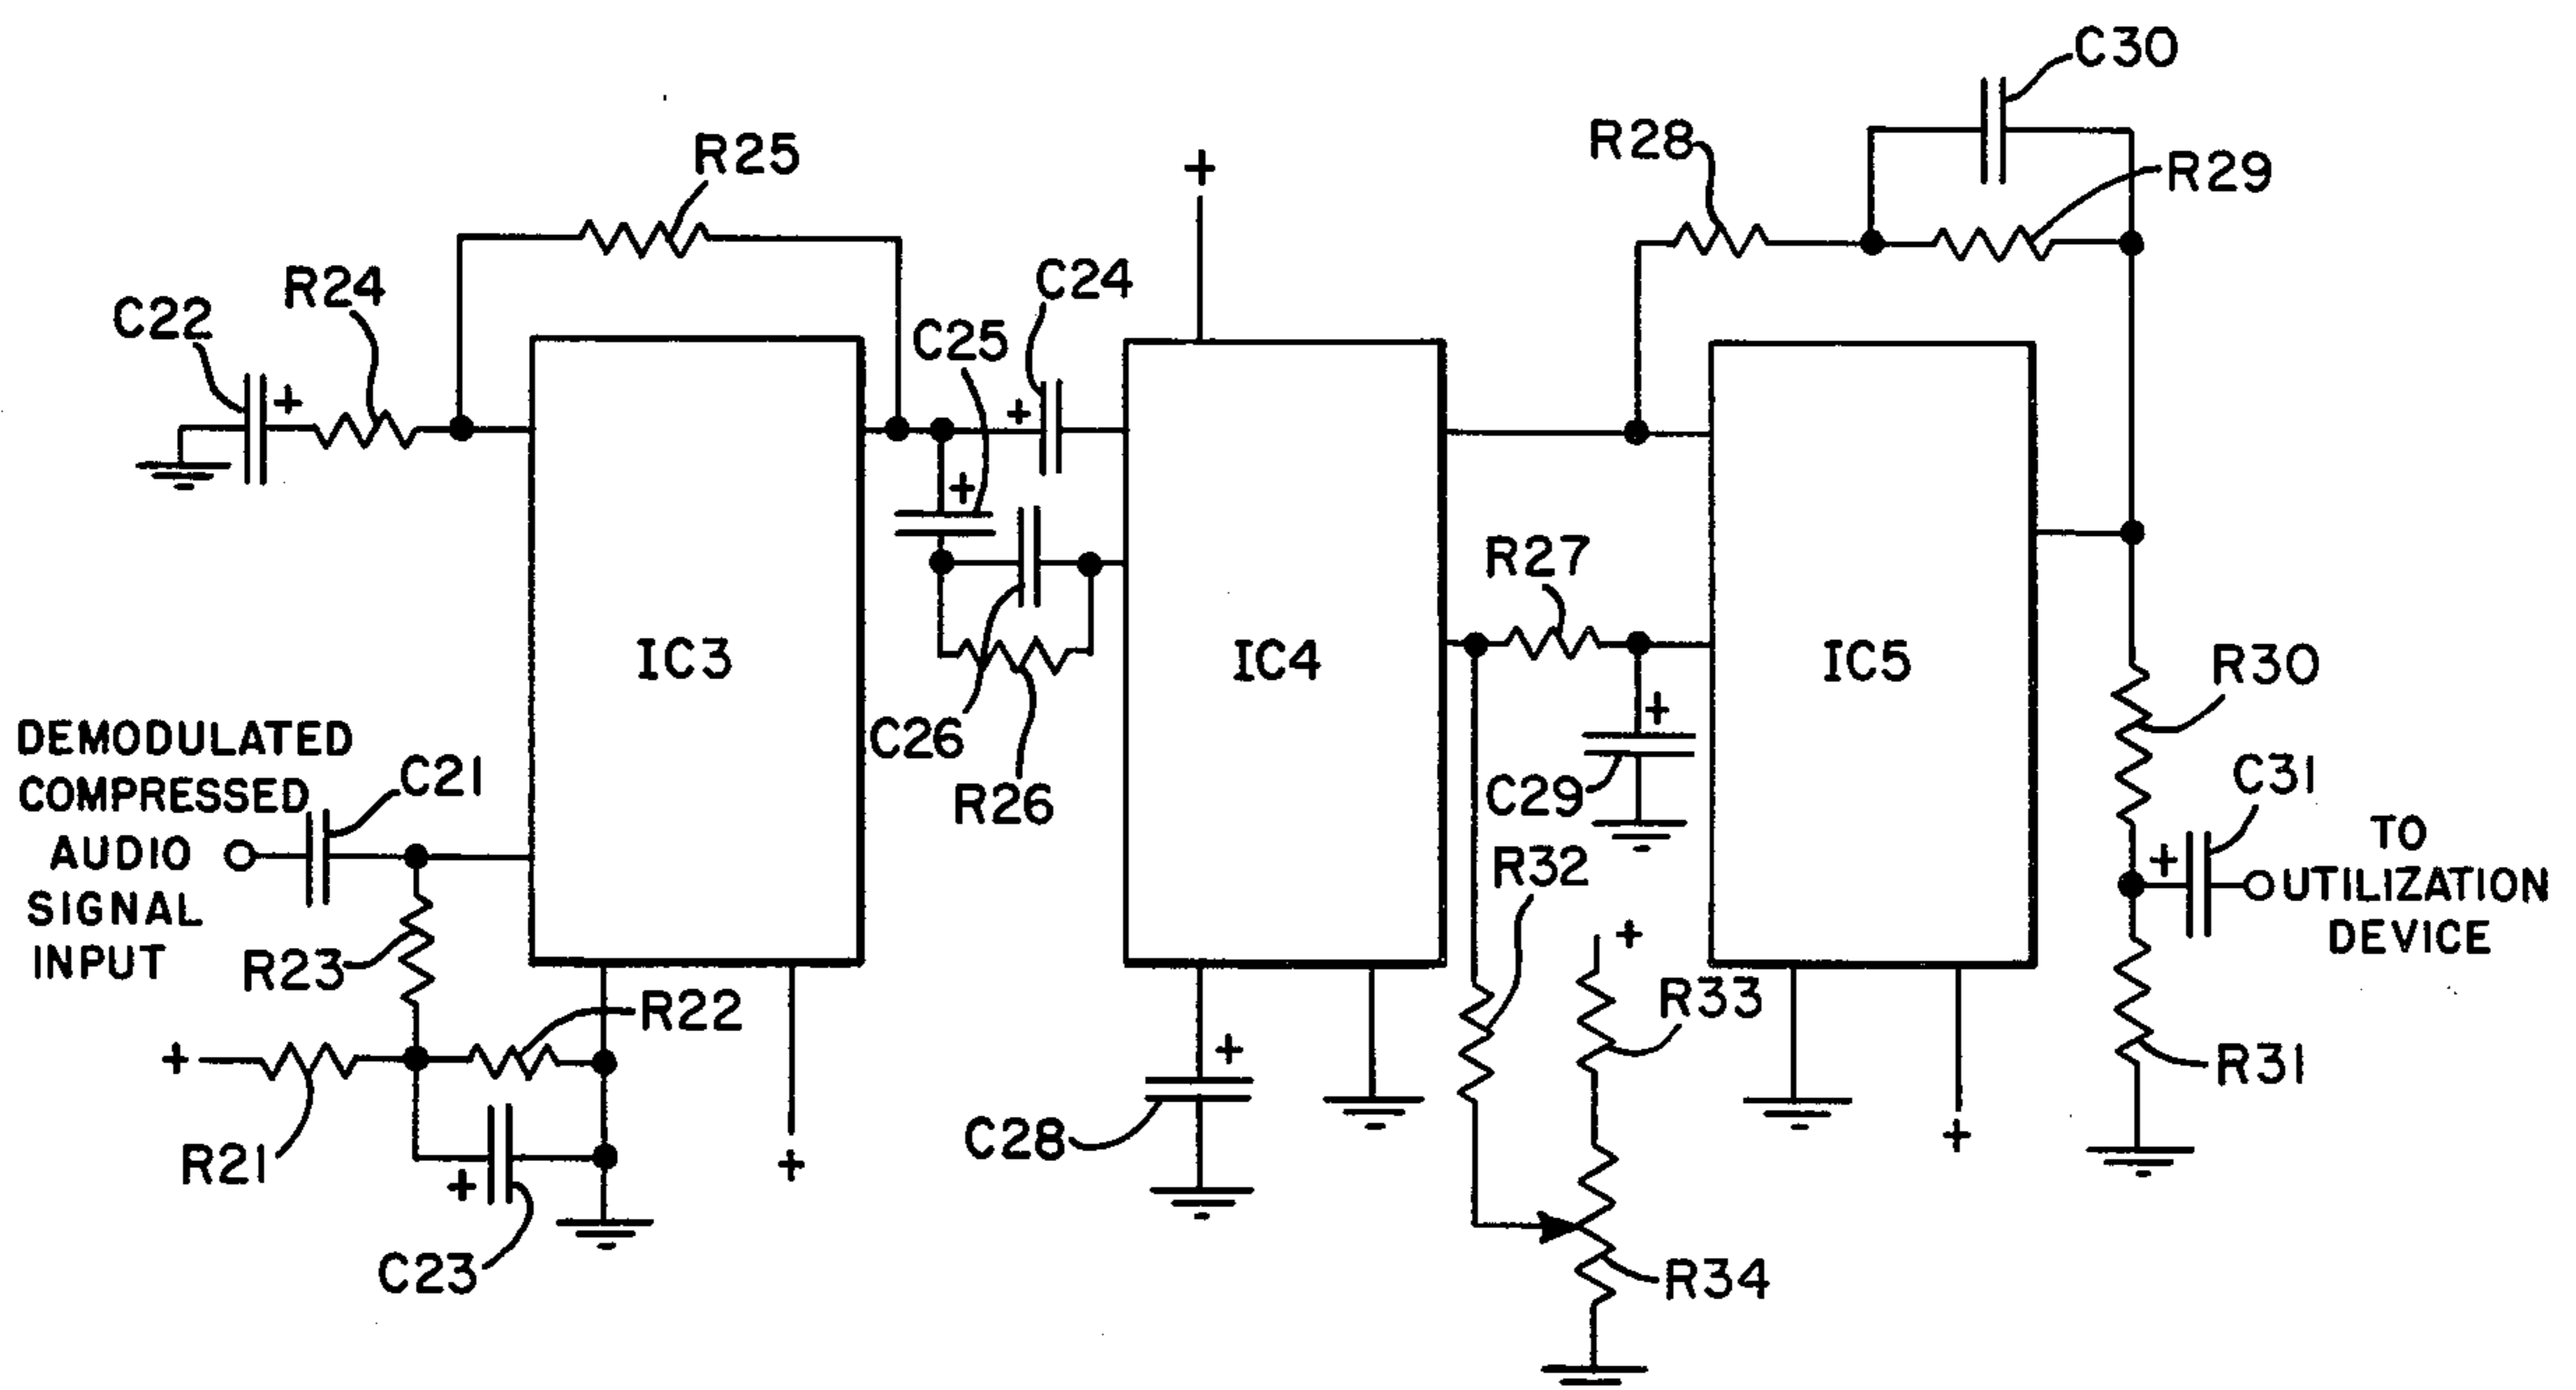 C30
R28
R25
R29
+
C24
R24
C22
C25
+
+
+
R27
IC3
IC4
IC5
R30
+
DEMODULATED
COMPRESSED
AUDIO
SIGNAL
INPUT
C21
C26
R26
C29
C31
+
TO
UTILIZATION
DEVICE
R32
+
R23
R22
R33
+
+
R21
C28
R31
+
+
+
C23
R34